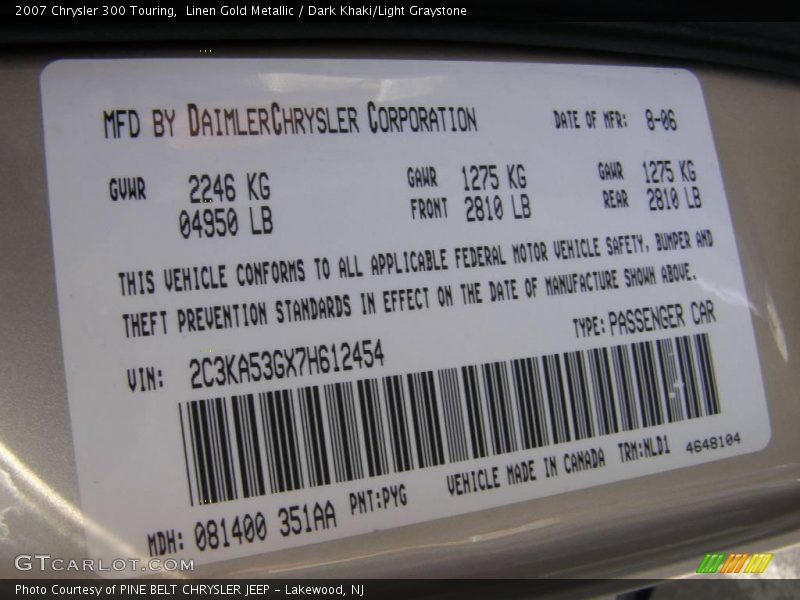 2007 Chrysler 300 Touring,  Linen Gold Metallic / Dark Khaki/Light Graystone
MFD BY DAIMLERCHRYSLER CORPORATION DATE OF MFR: 8-06
GVWR 2246 KG GAWR 1275 KG GAWR 1275 KG
04950 LB FRONT 2810 LB REAR 2810 LB
THIS VEHICLE CONFORMS TO ALL APPLICABLE FEDERAL MOTOR VEHICLE SAFETY, BUMPER AND
THEFT PREVENTION STANDARDS IN EFFECT ON THE DATE OF MANUFACTURE SHOWN ABOVE.
VIN: 2C3KA53GX7H612454 TYPE: PASSENGER CAR
MDH: 081400 351AA PNT:PYG VEHICLE MADE IN CANADA TRM:NLD1 4648104
GTCARLOT.COM
Photo Courtesy of PINE BELT CHRYSLER JEEP - Lakewood, NJ